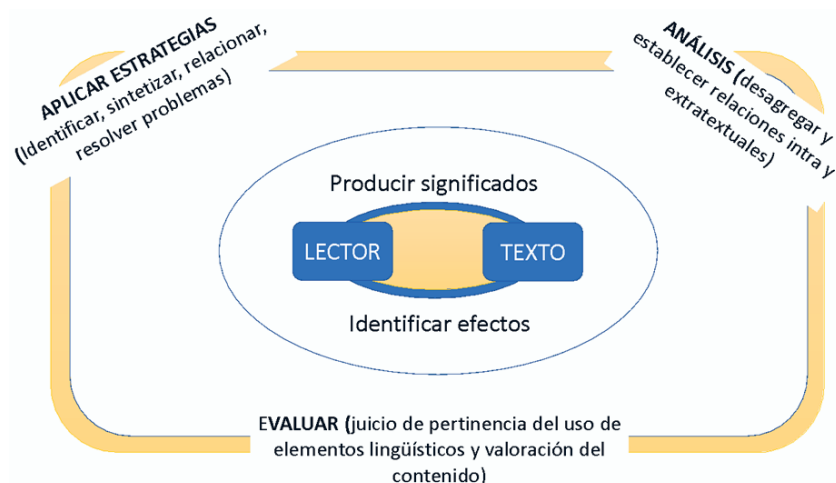 APLICAR ESTRATEGIAS
(Identificar, sintetizar, relacionar,
resolver problemas)
ANÁLISIS (desagregar y
establecer relaciones intra y
extratextuales)
Producir significados
LECTOR
TEXTO
Identificar efectos
EVALUAR (juicio de pertinencia del uso de
elementos lingüísticos y valoración del
contenido)